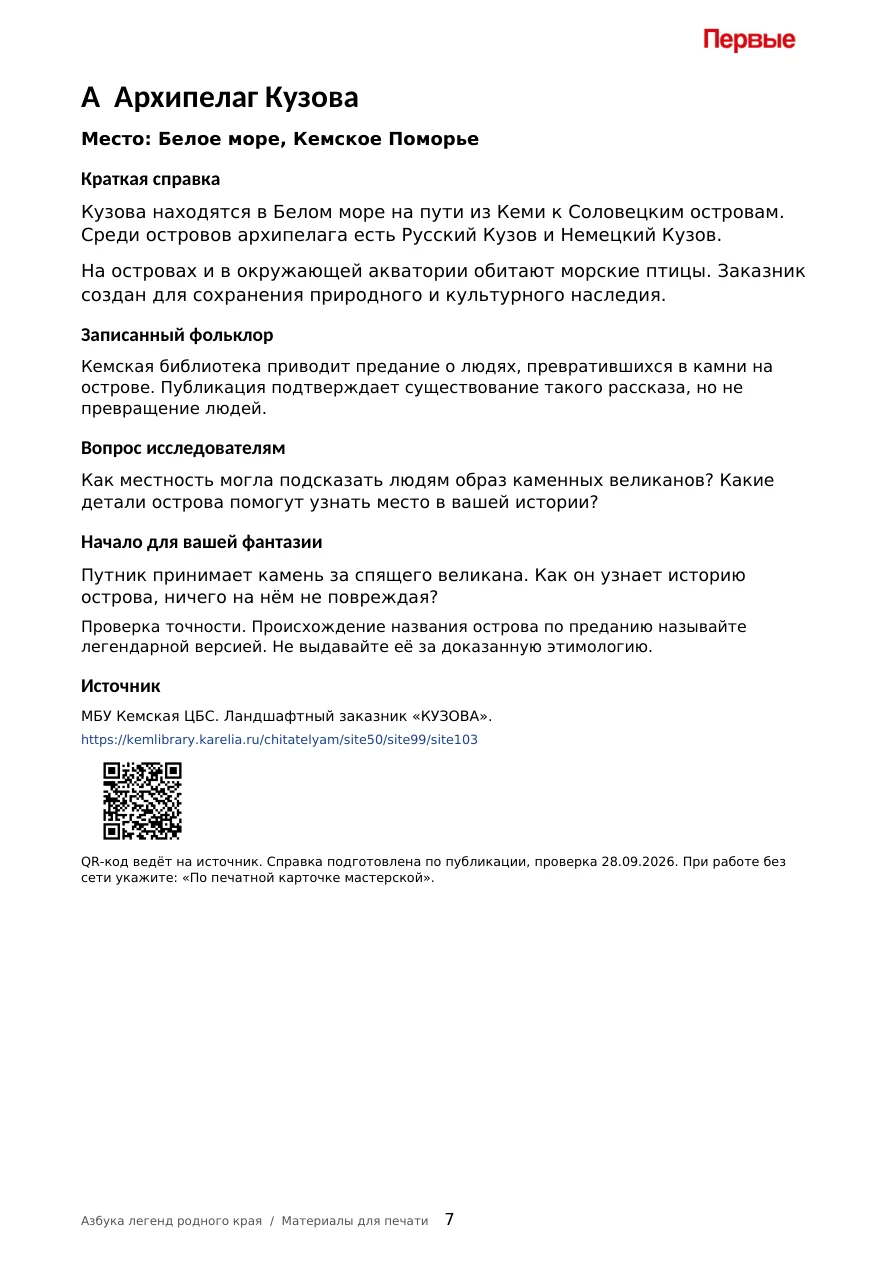 Первые
А Архипелаг Кузова
Место: Белое море, Кемское Поморье
Краткая справка
Кузова находятся в Белом море на пути из Кеми к Соловецким островам.
Среди островов архипелага есть Русский Кузов и Немецкий Кузов.
На островах и в окружающей акватории обитают морские птицы. Заказник
создан для сохранения природного и культурного наследия.
Записанный фольклор
Кемская библиотека приводит предание о людях, превратившихся в камни на
острове. Публикация подтверждает существование такого рассказа, но не
превращение людей.
Вопрос исследователям
Как местность могла подсказать людям образ каменных великанов? Какие
детали острова помогут узнать место в вашей истории?
Начало для вашей фантазии
Путник принимает камень за спящего великана. Как он узнает историю
острова, ничего на нём не повреждая?
Проверка точности. Происхождение названия острова по преданию называйте
легендарной версией. Не выдавайте её за доказанную этимологию.
Источник
МБУ Кемская ЦБС. Ландшафтный заказник «КУЗОВА».
https://kemlibrary.karelia.ru/chitatelyam/site50/site99/site103
QR-код ведёт на источник. Справка подготовлена по публикации, проверка 28.09.2026. При работе без
сети укажите: «По печатной карточке мастерской».
Азбука легенд родного края / Материалы для печати 7